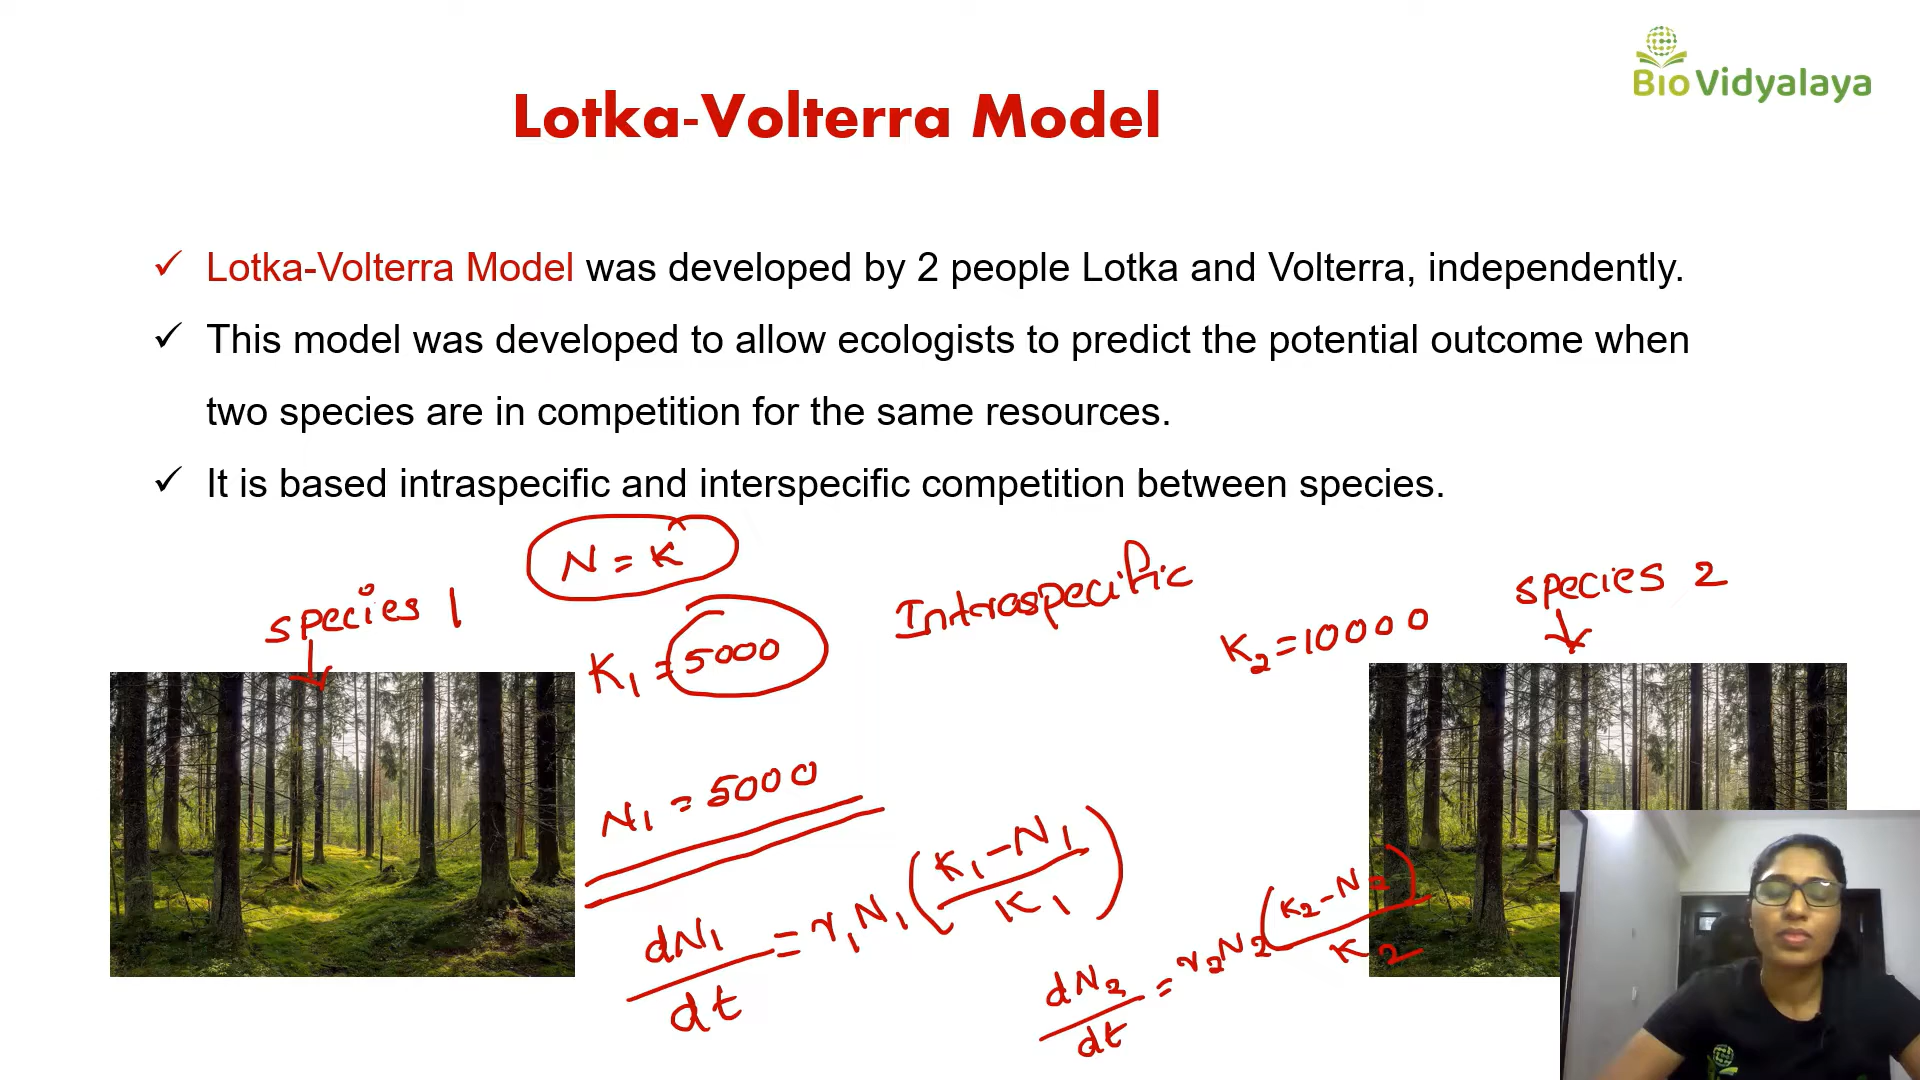 Bio Vidyalaya
Lotka-Volterra Model
✓ Lotka-Volterra Model was developed by 2 people Lotka and Volterra, independently.
✓ This model was developed to allow ecologists to predict the potential outcome when
two species are in competition for the same resources.
✓ It is based intraspecific and interspecific competition between species.
N = K
species 1
Intraspecific
species 2
K₁ = 5000
K₂ = 10000
N₁ = 5000
dN₁/dt = r₁N₁ (K₁-N₁/K₁)
dN₂/dt = r₂N₂ (K₂-N₂/K₂)